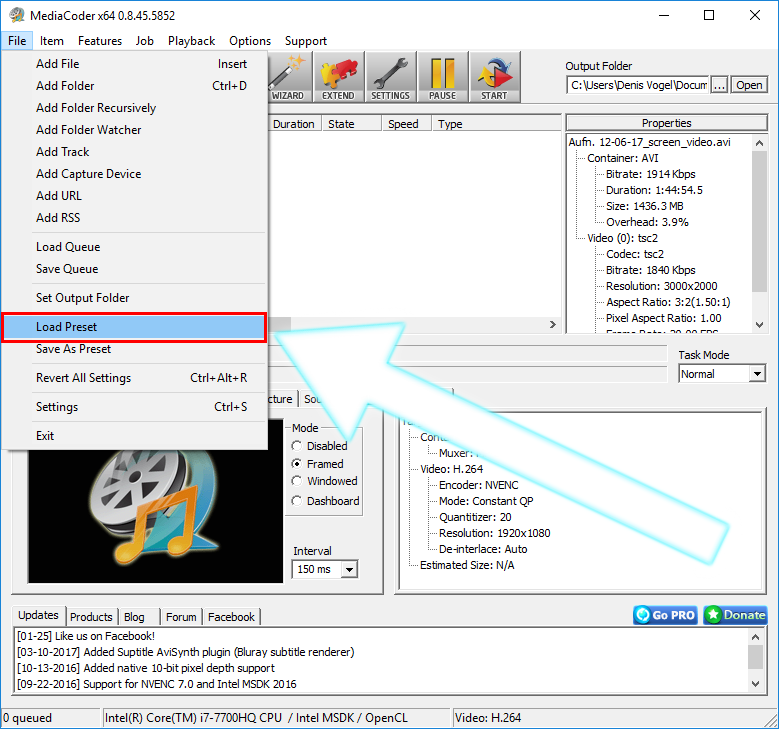 MediaCoder x64 0.8.45.5852
File Item Features Job Playback Options Support
Add File Insert
Add Folder Ctrl+D
Add Folder Recursively
Add Folder Watcher
Add Track
Add Capture Device
Add URL
Add RSS
Load Queue
Save Queue
Set Output Folder
Load Preset
Save As Preset
Revert All Settings Ctrl+Alt+R
Settings Ctrl+S
Exit
WIZARD EXTEND SETTINGS PAUSE START
Output Folder
C:\Users\Denis Vogel\Docum ... Open
Duration State Speed Type
Properties
Aufn. 12-06-17_screen_video.avi
Container: AVI
Bitrate: 1914 Kbps
Duration: 1:44:54.5
Size: 1436.3 MB
Overhead: 3.9%
Video (0): tsc2
Codec: tsc2
Bitrate: 1840 Kbps
Resolution: 3000x2000
Aspect Ratio: 3:2(1.50:1)
Pixel Aspect Ratio: 1.00
Task Mode
Normal
Mode
Disabled
Framed
Windowed
Dashboard
Interval
150 ms
Muxer:
Video: H.264
Encoder: NVENC
Mode: Constant QP
Quantitizer: 20
Resolution: 1920x1080
De-interlace: Auto
Estimated Size: N/A
Updates Products Blog Forum Facebook
Go PRO Donate
[01-25] Like us on Facebook!
[03-10-2017] Added Suptitle AviSynth plugin (Bluray subtitle renderer)
[10-13-2016] Added native 10-bit pixel depth support
[09-22-2016] Support for NVENC 7.0 and Intel MSDK 2016
0 queued Intel(R) Core(TM) i7-7700HQ CPU / Intel MSDK / OpenCL Video: H.264